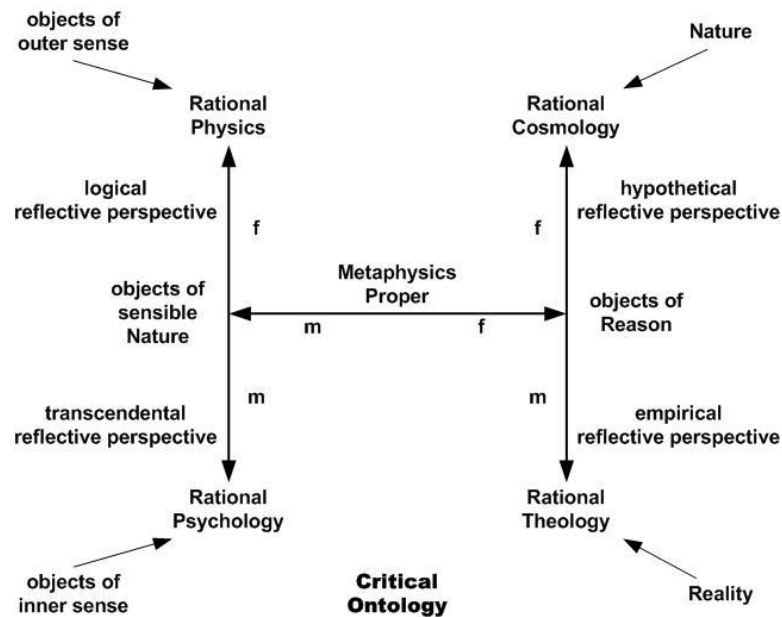 objects of
outer sense
Nature
Rational
Physics
Rational
Cosmology
logical
reflective perspective
hypothetical
reflective perspective
f
f
Metaphysics
Proper
objects of
sensible
Nature
objects of
Reason
m
f
m
m
transcendental
reflective perspective
empirical
reflective perspective
Rational
Psychology
Rational
Theology
objects of
inner sense
Critical
Ontology
Reality